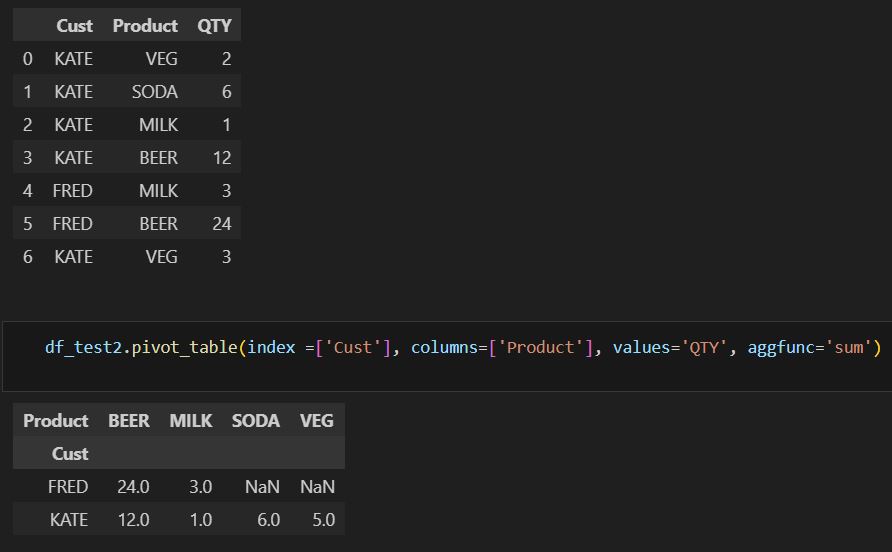 Cust Product QTY
0 KATE VEG 2
1 KATE SODA 6
2 KATE MILK 1
3 KATE BEER 12
4 FRED MILK 3
5 FRED BEER 24
6 KATE VEG 3
df_test2.pivot_table(index =['Cust'], columns=['Product'], values='QTY', aggfunc='sum')
Product BEER MILK SODA VEG
Cust
FRED 24.0 3.0 NaN NaN
KATE 12.0 1.0 6.0 5.0